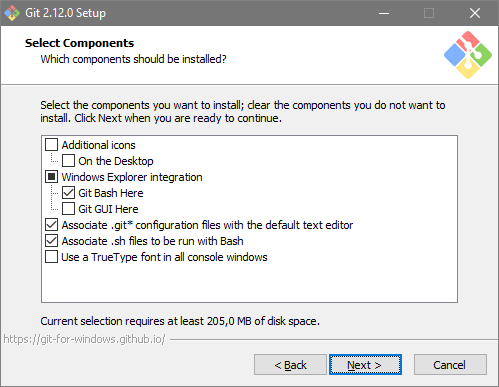 Git 2.12.0 Setup
Select Components
Which components should be installed?
Select the components you want to install; clear the components you do not want to
install. Click Next when you are ready to continue.
Additional icons
On the Desktop
Windows Explorer integration
Git Bash Here
Git GUI Here
Associate .git* configuration files with the default text editor
Associate .sh files to be run with Bash
Use a TrueType font in all console windows
Current selection requires at least 205,0 MB of disk space.
https://git-for-windows.github.io/
< Back
Next >
Cancel